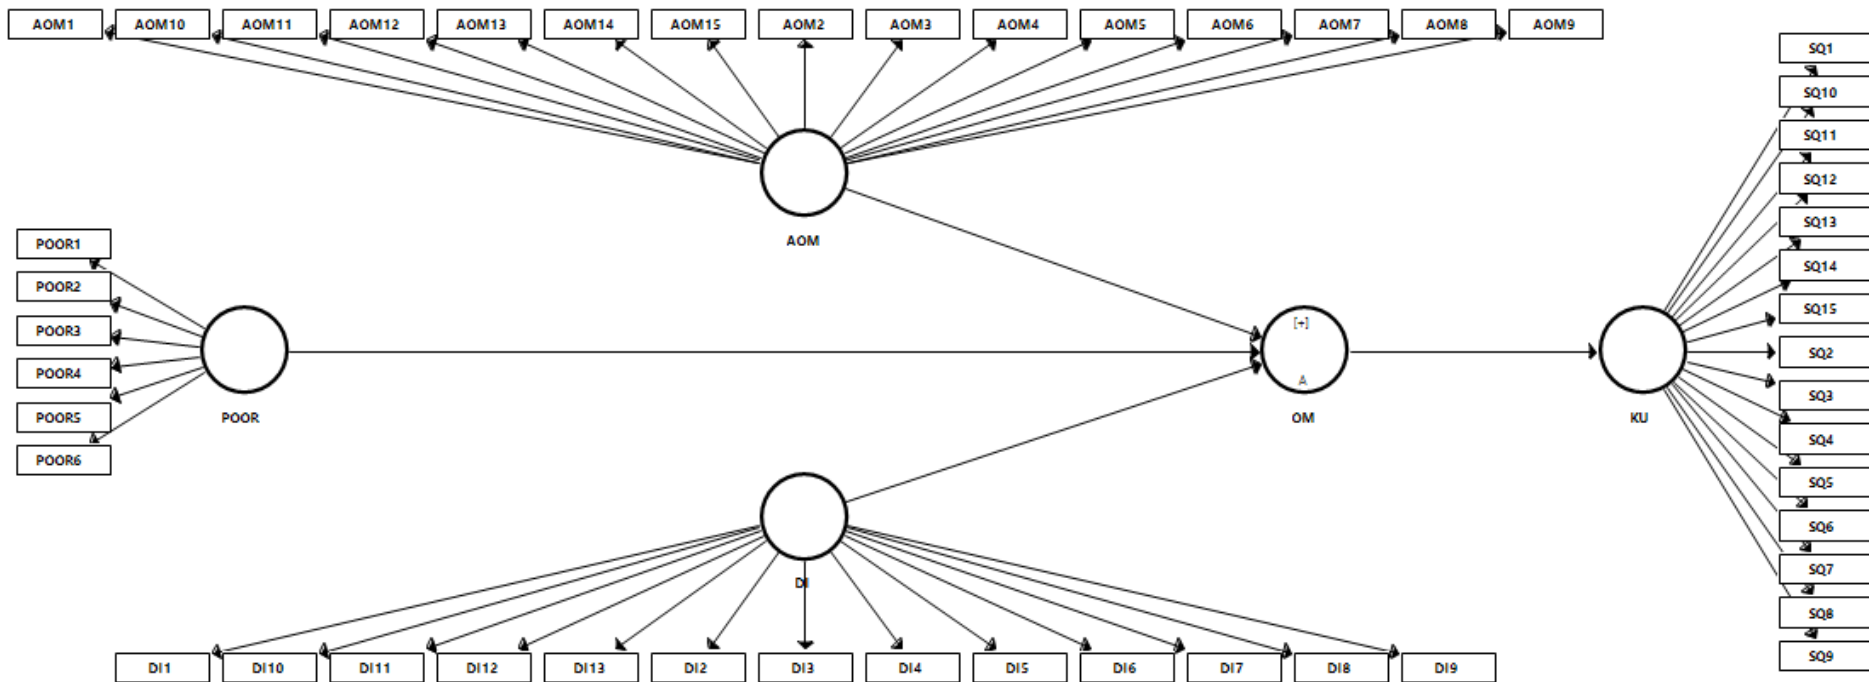 AOM1 AOM10 AOM11 AOM12 AOM13 AOM14 AOM15 AOM2 AOM3 AOM4 AOM5 AOM6 AOM7 AOM8 AOM9
SQ1
SQ10
SQ11
SQ12
SQ13
SQ14
SQ15
SQ2
SQ3
SQ4
SQ5
SQ6
SQ7
SQ8
SQ9
AOM
POOR1
POOR2
POOR3
POOR4
POOR5
POOR6
POOR
[+]
A
OM
KU
DI
DI1 DI10 DI11 DI12 DI13 DI2 DI3 DI4 DI5 DI6 DI7 DI8 DI9